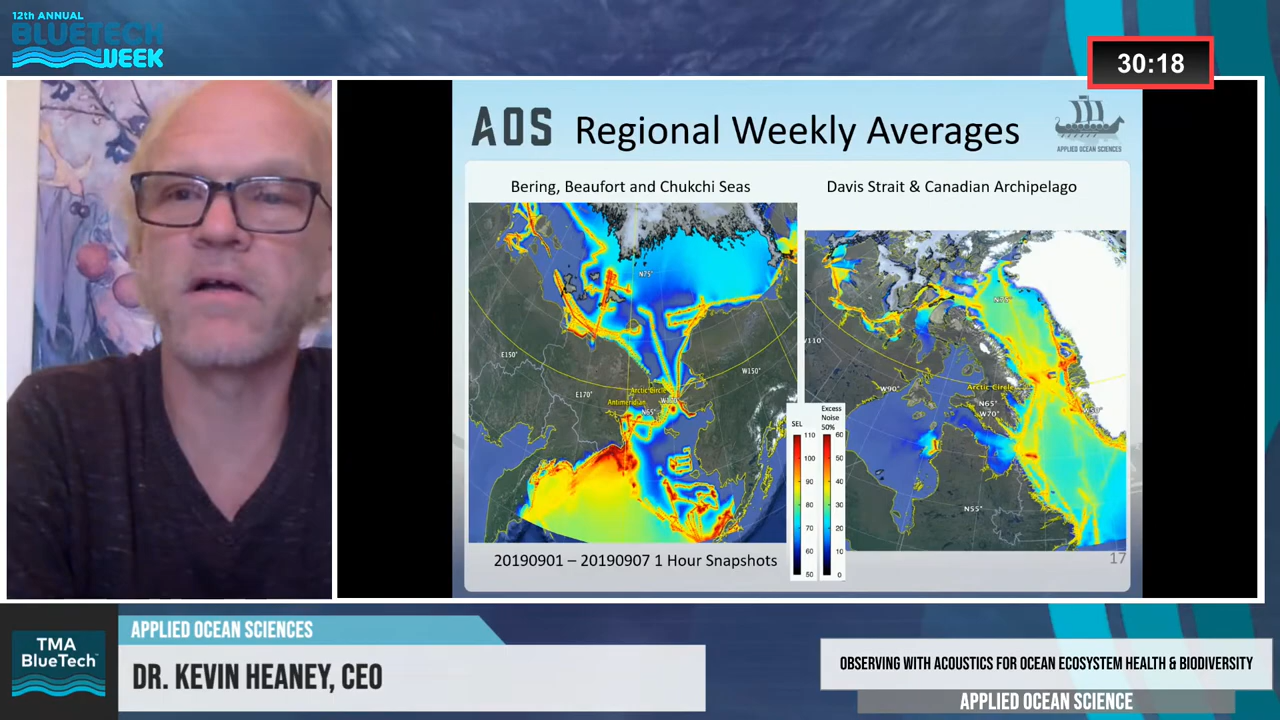 12th ANNUAL
BLUETECH
WEEK
30:18
AOS
Regional Weekly Averages
APPLIED OCEAN SCIENCES
Bering, Beaufort and Chukchi Seas
Davis Strait & Canadian Archipelago
N75°
E150°
E170°
W150°
Arctic Circle
Antimeridian
N65°
N75°
W110°
W90°
Arctic Circle
N65°
W70°
N55°
SEL
110
100
90
80
70
60
50
Excess
Noise
50%
60
50
40
30
20
10
0
20190901 – 20190907 1 Hour Snapshots
17
TMA
BlueTech™
APPLIED OCEAN SCIENCES
DR. KEVIN HEANEY, CEO
OBSERVING WITH ACOUSTICS FOR OCEAN ECOSYSTEM HEALTH & BIODIVERSITY
APPLIED OCEAN SCIENCE